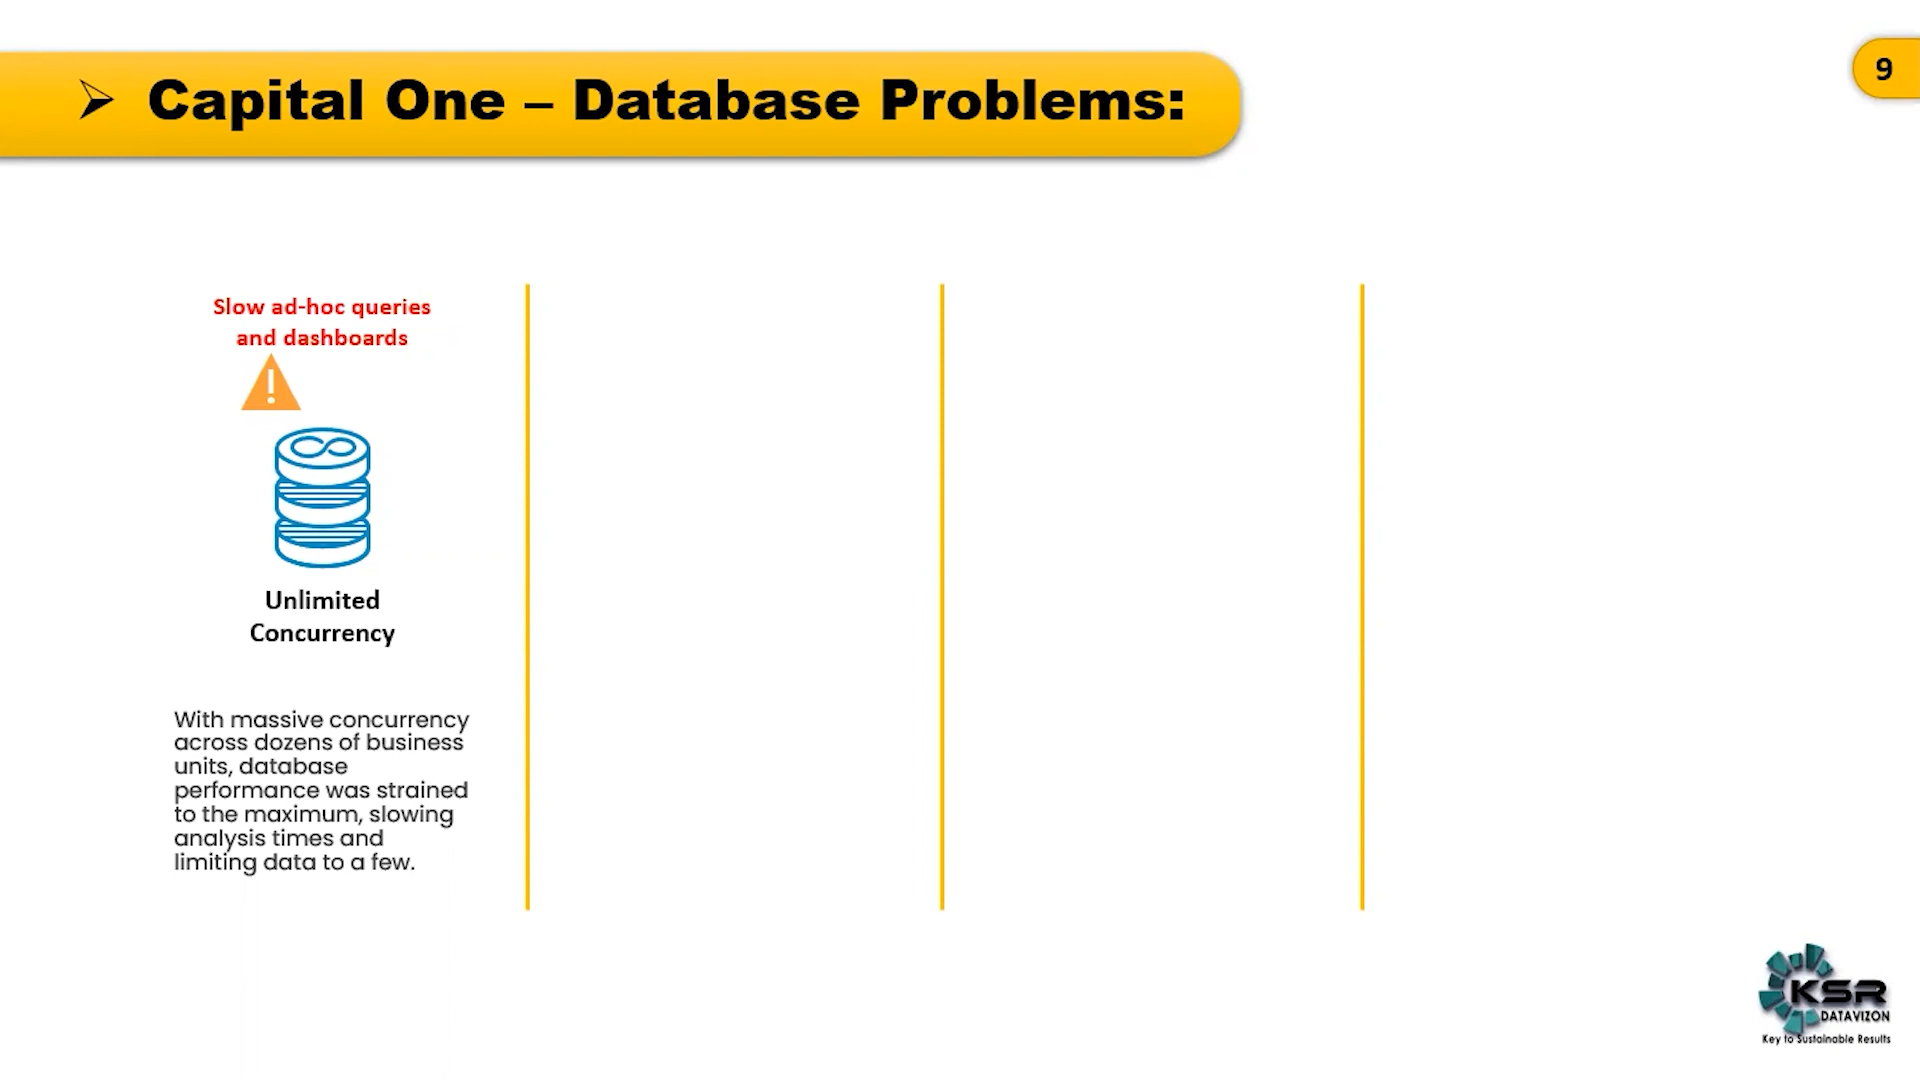 ➢ Capital One – Database Problems:
9
Slow ad-hoc queries
and dashboards
!
Unlimited
Concurrency
With massive concurrency
across dozens of business
units, database
performance was strained
to the maximum, slowing
analysis times and
limiting data to a few.
KSR
DATAVIZON
Key to Sustainable Results